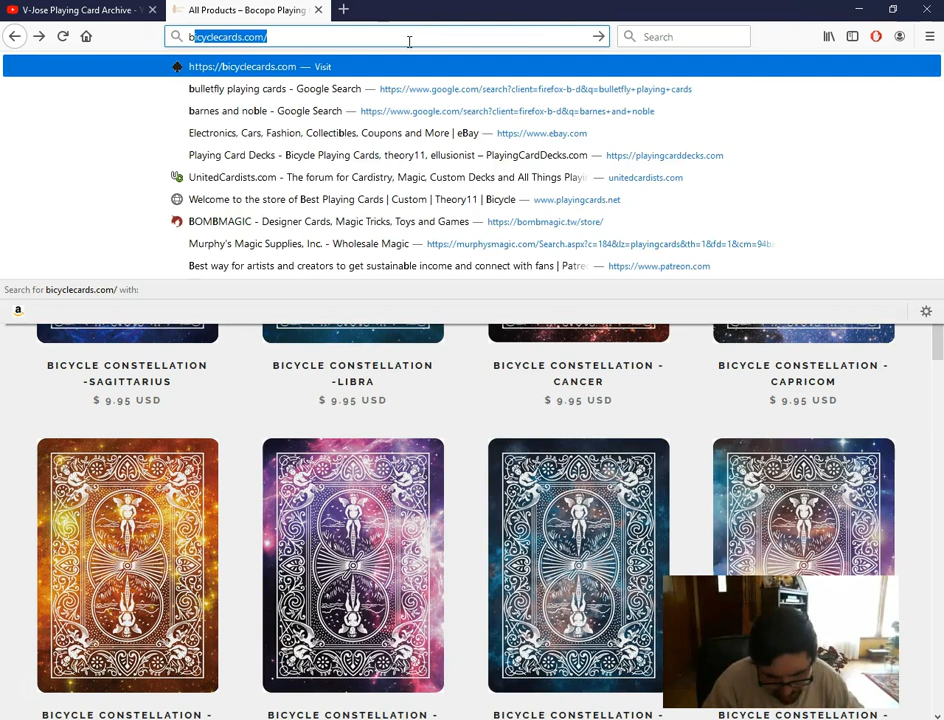 V-Jose Playing Card Archive -
All Products – Bocopo Playing
bicyclecards.com/
Search
https://bicyclecards.com — Visit
bulletfly playing cards - Google Search — https://www.google.com/search?client=firefox-b-d&q=bulletfly+playing+cards
barnes and noble - Google Search — https://www.google.com/search?client=firefox-b-d&q=barnes+and+noble
Electronics, Cars, Fashion, Collectibles, Coupons and More | eBay — https://www.ebay.com
Playing Card Decks - Bicycle Playing Cards, theory11, ellusionist – PlayingCardDecks.com — https://playingcarddecks.com
UnitedCardists.com - The forum for Cardistry, Magic, Custom Decks and All Things Playi — unitedcardists.com
Welcome to the store of Best Playing Cards | Custom | Theory11 | Bicycle — www.playingcards.net
BOMBMAGIC - Designer Cards, Magic Tricks, Toys and Games — https://bombmagic.tw/store/
Murphy's Magic Supplies, Inc. - Wholesale Magic — https://murphysmagic.com/Search.aspx?c=184&lz=playingcards&th=1&fd=1&cm=94b
Best way for artists and creators to get sustainable income and connect with fans | Patre — https://www.patreon.com
Search for bicyclecards.com/ with:
a
BICYCLE CONSTELLATION
-SAGITTARIUS
$ 9.95 USD
BICYCLE CONSTELLATION
-LIBRA
$ 9.95 USD
BICYCLE CONSTELLATION -
CANCER
$ 9.95 USD
BICYCLE CONSTELLATION -
CAPRICOM
$ 9.95 USD
BICYCLE CONSTELLATION -
BICYCLE CONSTELLATION -
BICYCLE CONSTELLATION -
BICYCLE CONSTELLATION -